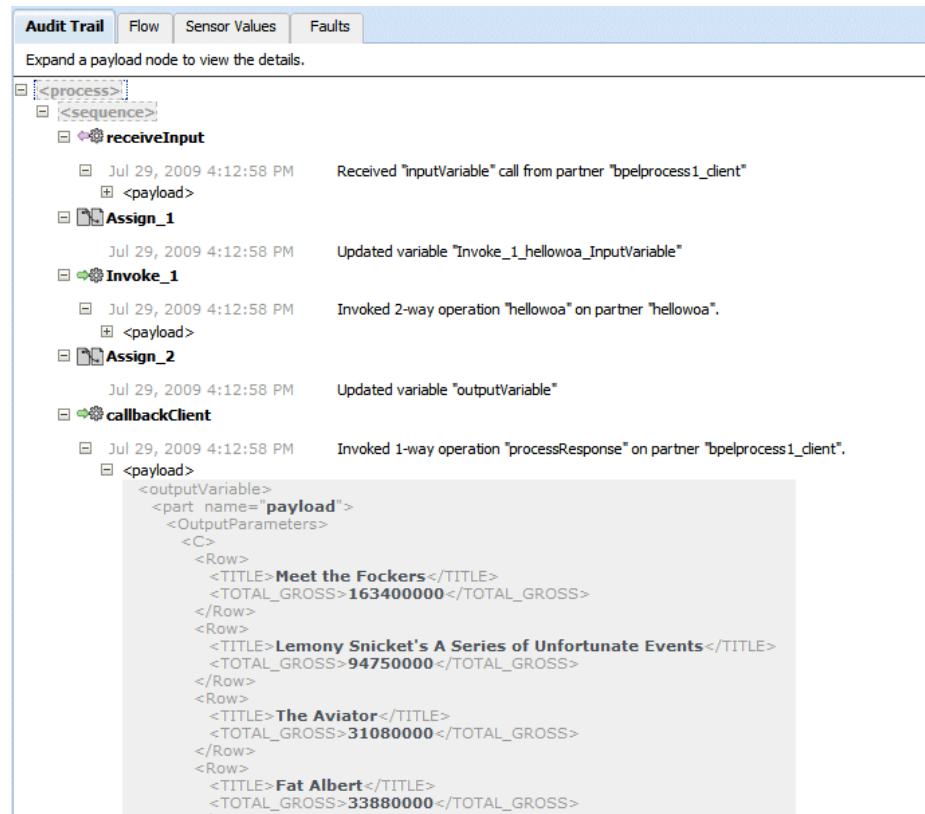 Audit Trail Flow Sensor Values Faults
Expand a payload node to view the details.
<process>
<sequence>
receiveInput
Jul 29, 2009 4:12:58 PM Received "inputVariable" call from partner "bpelprocess1_client"
<payload>
Assign_1
Jul 29, 2009 4:12:58 PM Updated variable "Invoke_1_hellowoa_InputVariable"
Invoke_1
Jul 29, 2009 4:12:58 PM Invoked 2-way operation "hellowoa" on partner "hellowoa".
<payload>
Assign_2
Jul 29, 2009 4:12:58 PM Updated variable "outputVariable"
callbackClient
Jul 29, 2009 4:12:58 PM Invoked 1-way operation "processResponse" on partner "bpelprocess1_client".
<payload>
<outputVariable>
<part name="payload">
<OutputParameters>
<C>
<Row>
<TITLE>Meet the Fockers</TITLE>
<TOTAL_GROSS>163400000</TOTAL_GROSS>
</Row>
<Row>
<TITLE>Lemony Snicket's A Series of Unfortunate Events</TITLE>
<TOTAL_GROSS>94750000</TOTAL_GROSS>
</Row>
<Row>
<TITLE>The Aviator</TITLE>
<TOTAL_GROSS>31080000</TOTAL_GROSS>
</Row>
<Row>
<TITLE>Fat Albert</TITLE>
<TOTAL_GROSS>33880000</TOTAL_GROSS>